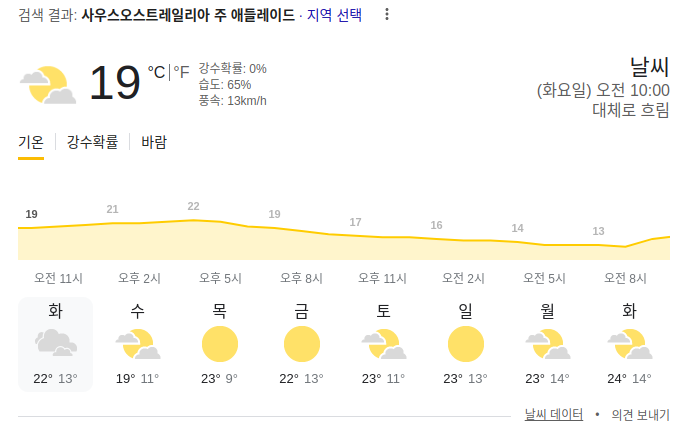 검색 결과: 사우스오스트레일리아 주 애들레이드 · 지역 선택
19 °C | °F
강수확률: 0%
습도: 65%
풍속: 13km/h
날씨
(화요일) 오전 10:00
대체로 흐림
기온 강수확률 바람
19 21 22 19 17 16 14 13
오전 11시 오후 2시 오후 5시 오후 8시 오후 11시 오전 2시 오전 5시 오전 8시
화 수 목 금 토 일 월 화
22° 13° 19° 11° 23° 9° 22° 13° 23° 11° 23° 13° 23° 14° 24° 14°
날씨 데이터 • 의견 보내기